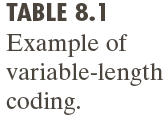 TABLE 8.1
Example of
variable-length
coding.